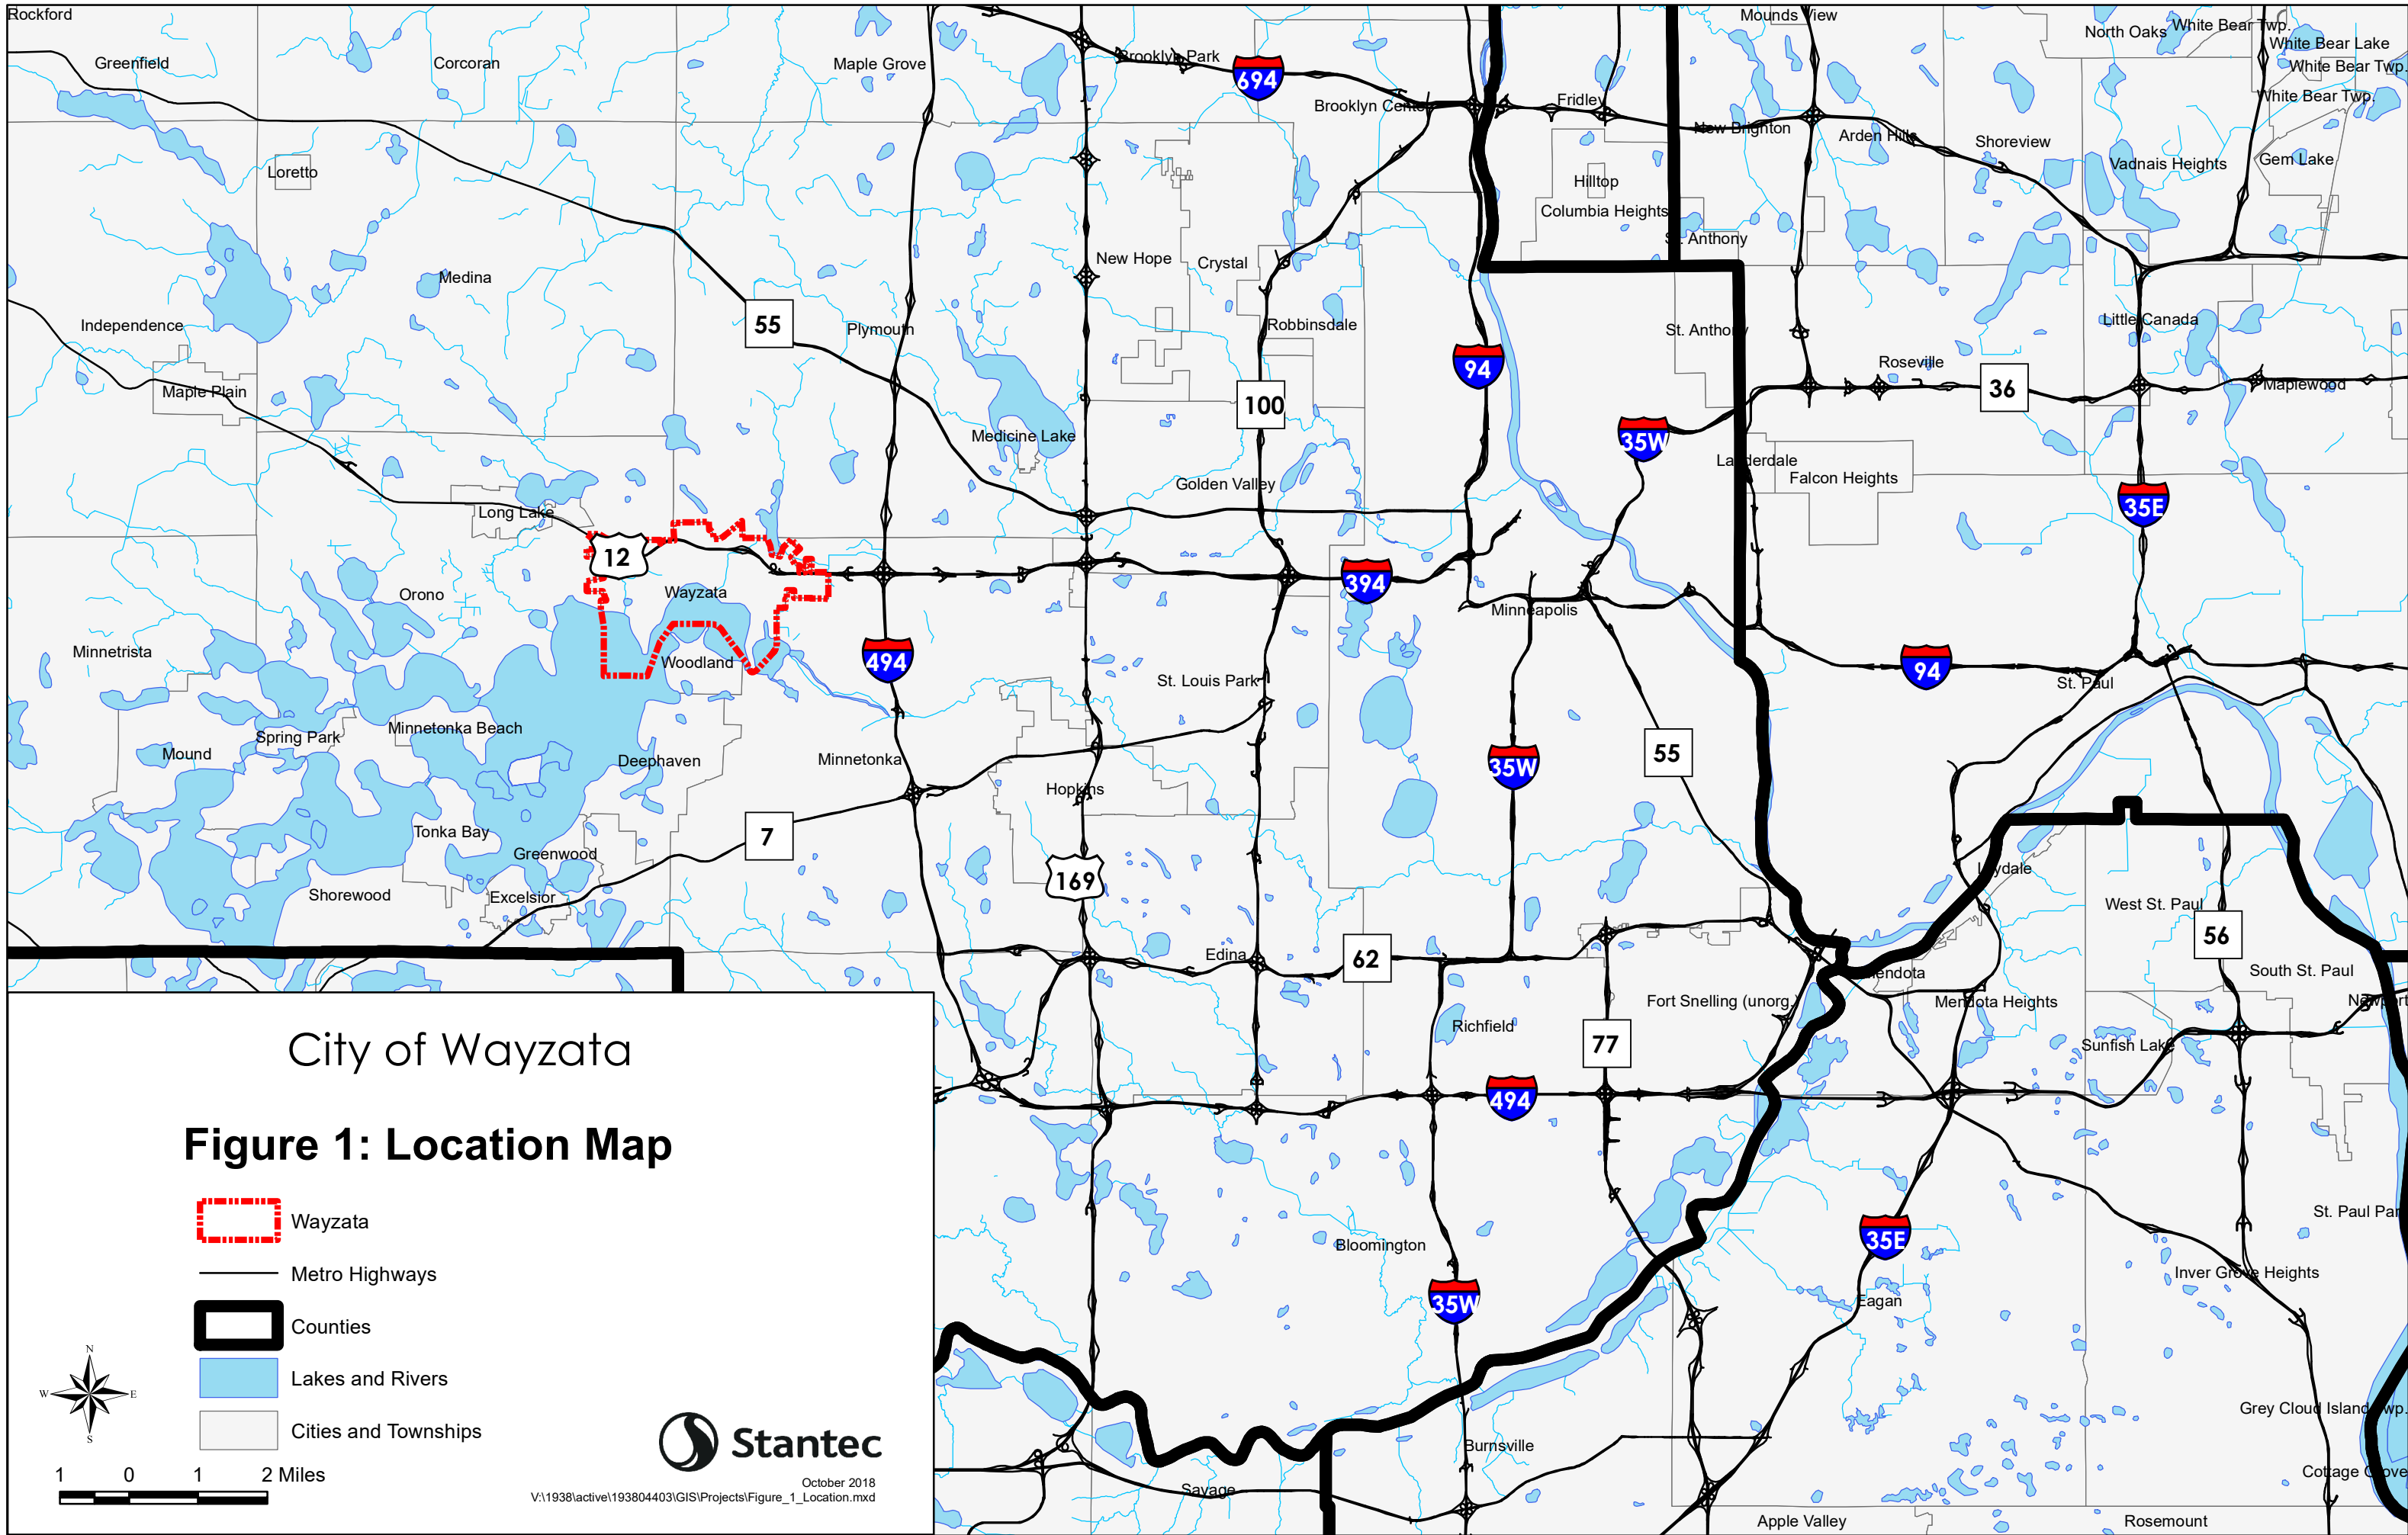 Rockford
Mounds View
North Oaks
White Bear Twp.
White Bear Lake
Greenfield
Corcoran
Maple Grove
Brooklyn Park
694
White Bear Twp.
White Bear Twp.
Brooklyn Center
Fridley
New Brighton
Arden Hills
Shoreview
Vadnais Heights
Gem Lake
Loretto
Hilltop
Columbia Heights
St. Anthony
Medina
New Hope
Crystal
Independence
55
Plymouth
Robbinsdale
St. Anthony
Little Canada
Maple Plain
94
Roseville
36
Maplewood
100
35W
Medicine Lake
Lauderdale
Falcon Heights
Golden Valley
35E
Long Lake
12
394
Orono
Wayzata
Minneapolis
Minnetrista
Woodland
494
St. Louis Park
94
St. Paul
Minnetonka Beach
Spring Park
Mound
Deephaven
Minnetonka
35W
55
Hopkins
Tonka Bay
7
Greenwood
169
Lilydale
Shorewood
Excelsior
West St. Paul
56
Edina
62
Mendota
South St. Paul
Fort Snelling (unorg.)
Mendota Heights
Newport
Richfield
77
Sunfish Lake
494
St. Paul Par
Bloomington
35E
Inver Grove Heights
35W
Eagan
Grey Cloud Island Twp.
Burnsville
Cottage Grove
Savage
Apple Valley
Rosemount
City of Wayzata
Figure 1: Location Map
Wayzata
Metro Highways
Counties
Lakes and Rivers
Cities and Townships
N
W
E
S
1 0 1 2 Miles
Stantec
October 2018
V:\1938\active\193804403\GIS\Projects\Figure_1_Location.mxd